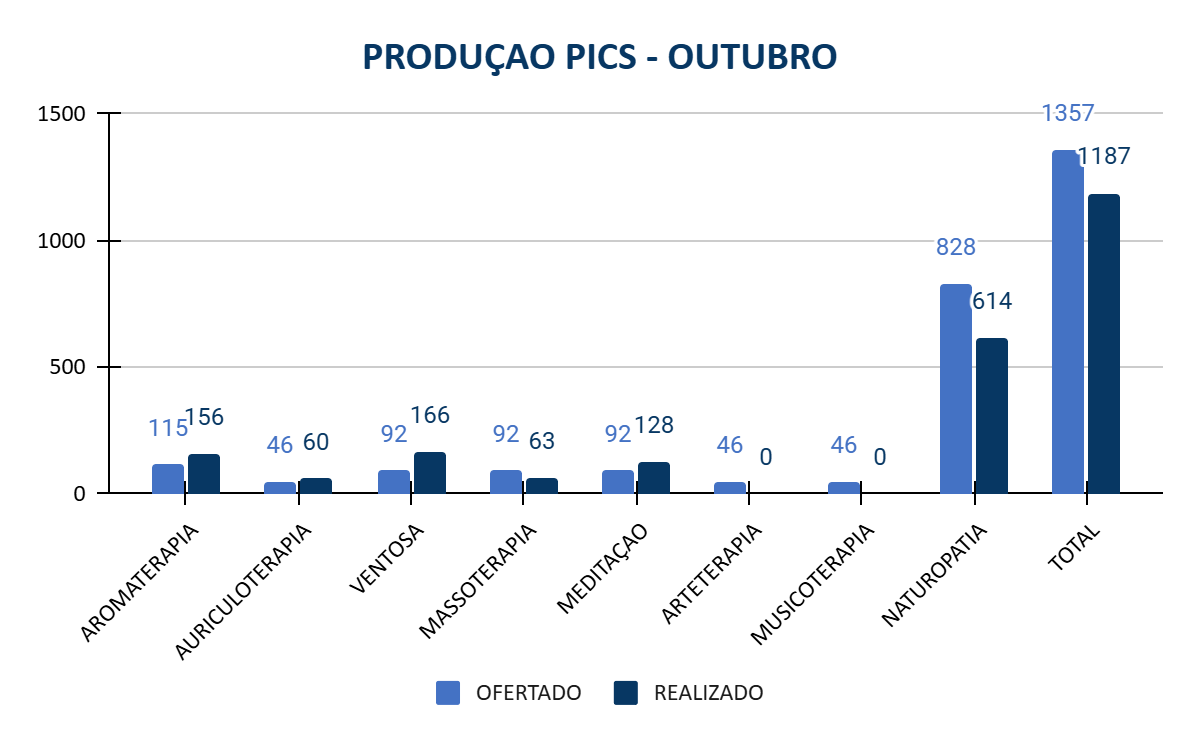 PRODUÇAO PICS - OUTUBRO
1500
1000
500
0
115
156
46
60
92
166
92
63
92
128
46
0
46
0
828
614
1357
1187
AROMATERAPIA
AURICULOTERAPIA
VENTOSA
MASSOTERAPIA
MEDITAÇAO
ARTETERAPIA
MUSICOTERAPIA
NATUROPATIA
TOTAL
OFERTADO
REALIZADO